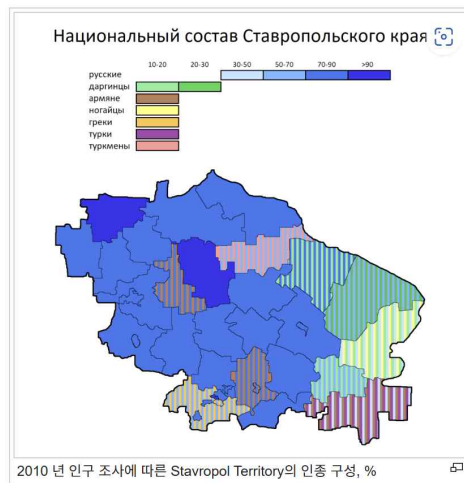 Национальный состав Ставропольского края
10-20 20-30 30-50 50-70 70-90 >90
русские
даргинцы
армяне
ногайцы
греки
турки
туркмены
2010 년 인구 조사에 따른 Stavropol Territory의 인종 구성, %